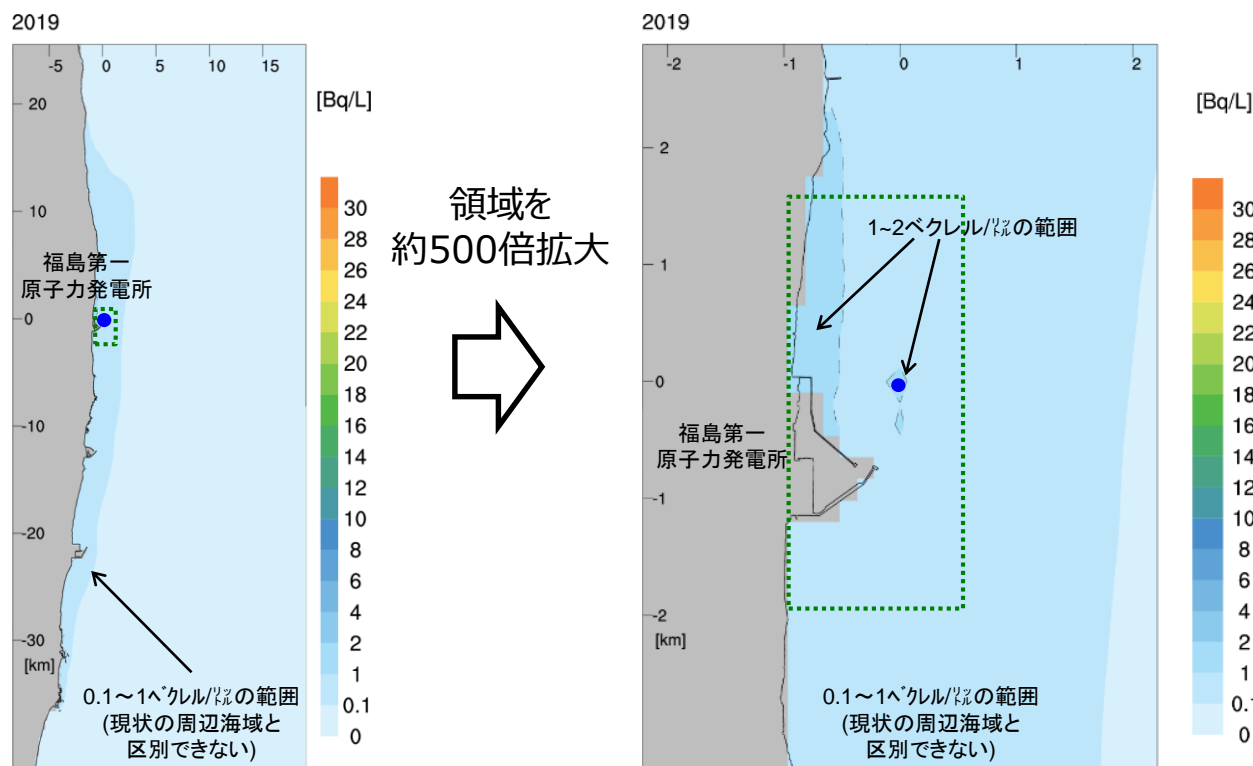 2019
-5 0 5 10 15
20
10
0
-10
-20
-30
[km]
福島第一
原子力発電所
0.1～1ﾍﾞｸﾚﾙ/㍑の範囲
(現状の周辺海域と
区別できない)
[Bq/L]
30
28
26
24
22
20
18
16
14
12
10
8
6
4
2
1
0.1
0
領域を
約500倍拡大
2019
-2 -1 0 1 2
2
1
0
-1
-2
[km]
1~2ベクレル/㍑の範囲
福島第一
原子力発電所
0.1～1ﾍﾞｸﾚﾙ/㍑の範囲
(現状の周辺海域と
区別できない)
[Bq/L]
30
28
26
24
22
20
18
16
14
12
10
8
6
4
2
1
0.1
0